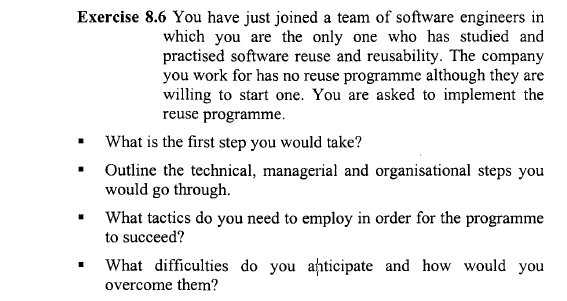 Exercise 8.6 You have just joined a team of software engineers in
which you are the only one who has studied and
practised software reuse and reusability. The company
you work for has no reuse programme although they are
willing to start one. You are asked to implement the
reuse programme.
▪ What is the first step you would take?
▪ Outline the technical, managerial and organisational steps you
would go through.
▪ What tactics do you need to employ in order for the programme
to succeed?
▪ What difficulties do you anticipate and how would you
overcome them?